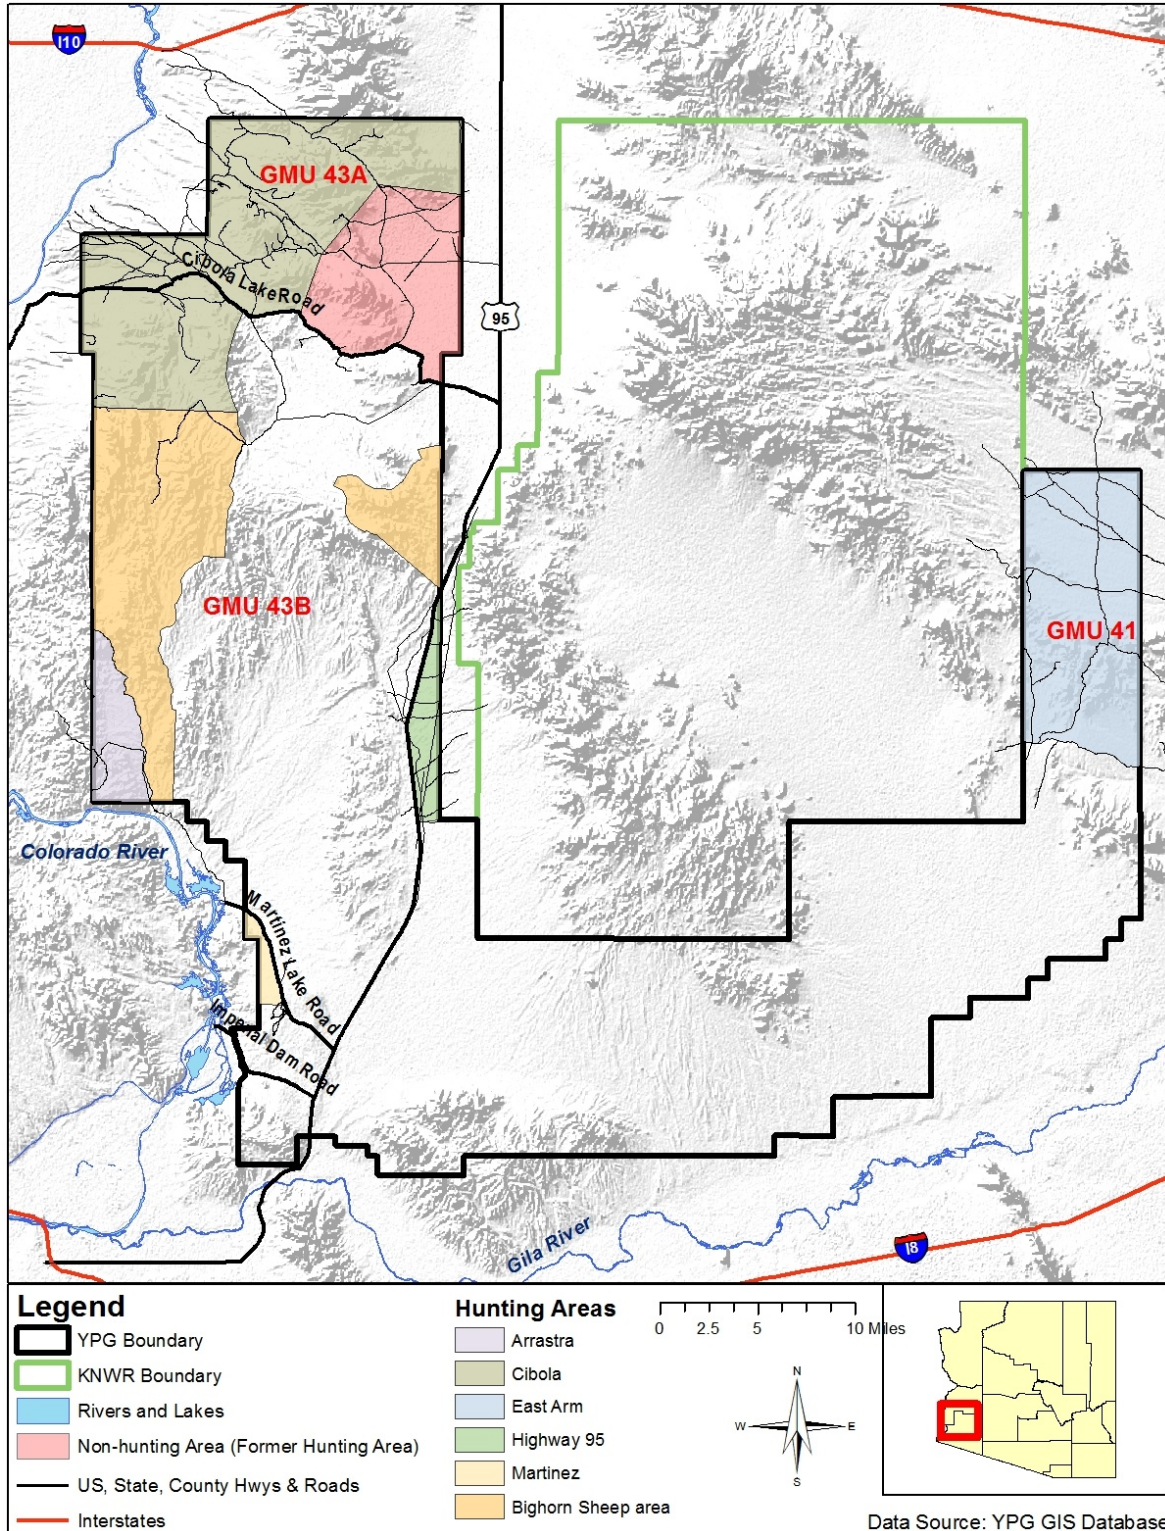 I10
GMU 43A
Cibola Lake Road
95
GMU 43B
GMU 41
Colorado River
Martinez Lake Road
Imperial Dam Road
Gila River
I8
Legend
YPG Boundary
KNWR Boundary
Rivers and Lakes
Non-hunting Area (Former Hunting Area)
US, State, County Hwys & Roads
Interstates
Hunting Areas
Arrastra
Cibola
East Arm
Highway 95
Martinez
Bighorn Sheep area
0 2.5 5 10 Miles
N
W E
S
Data Source: YPG GIS Database